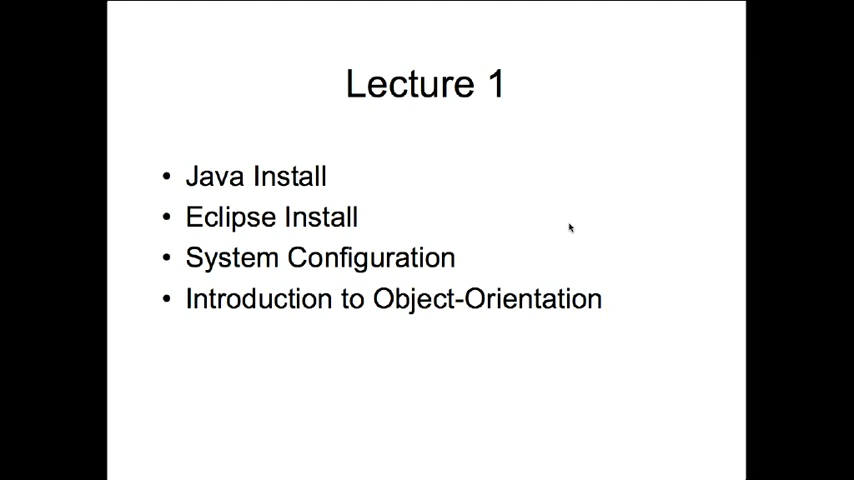 Lecture 1
• Java Install
• Eclipse Install
• System Configuration
• Introduction to Object-Orientation